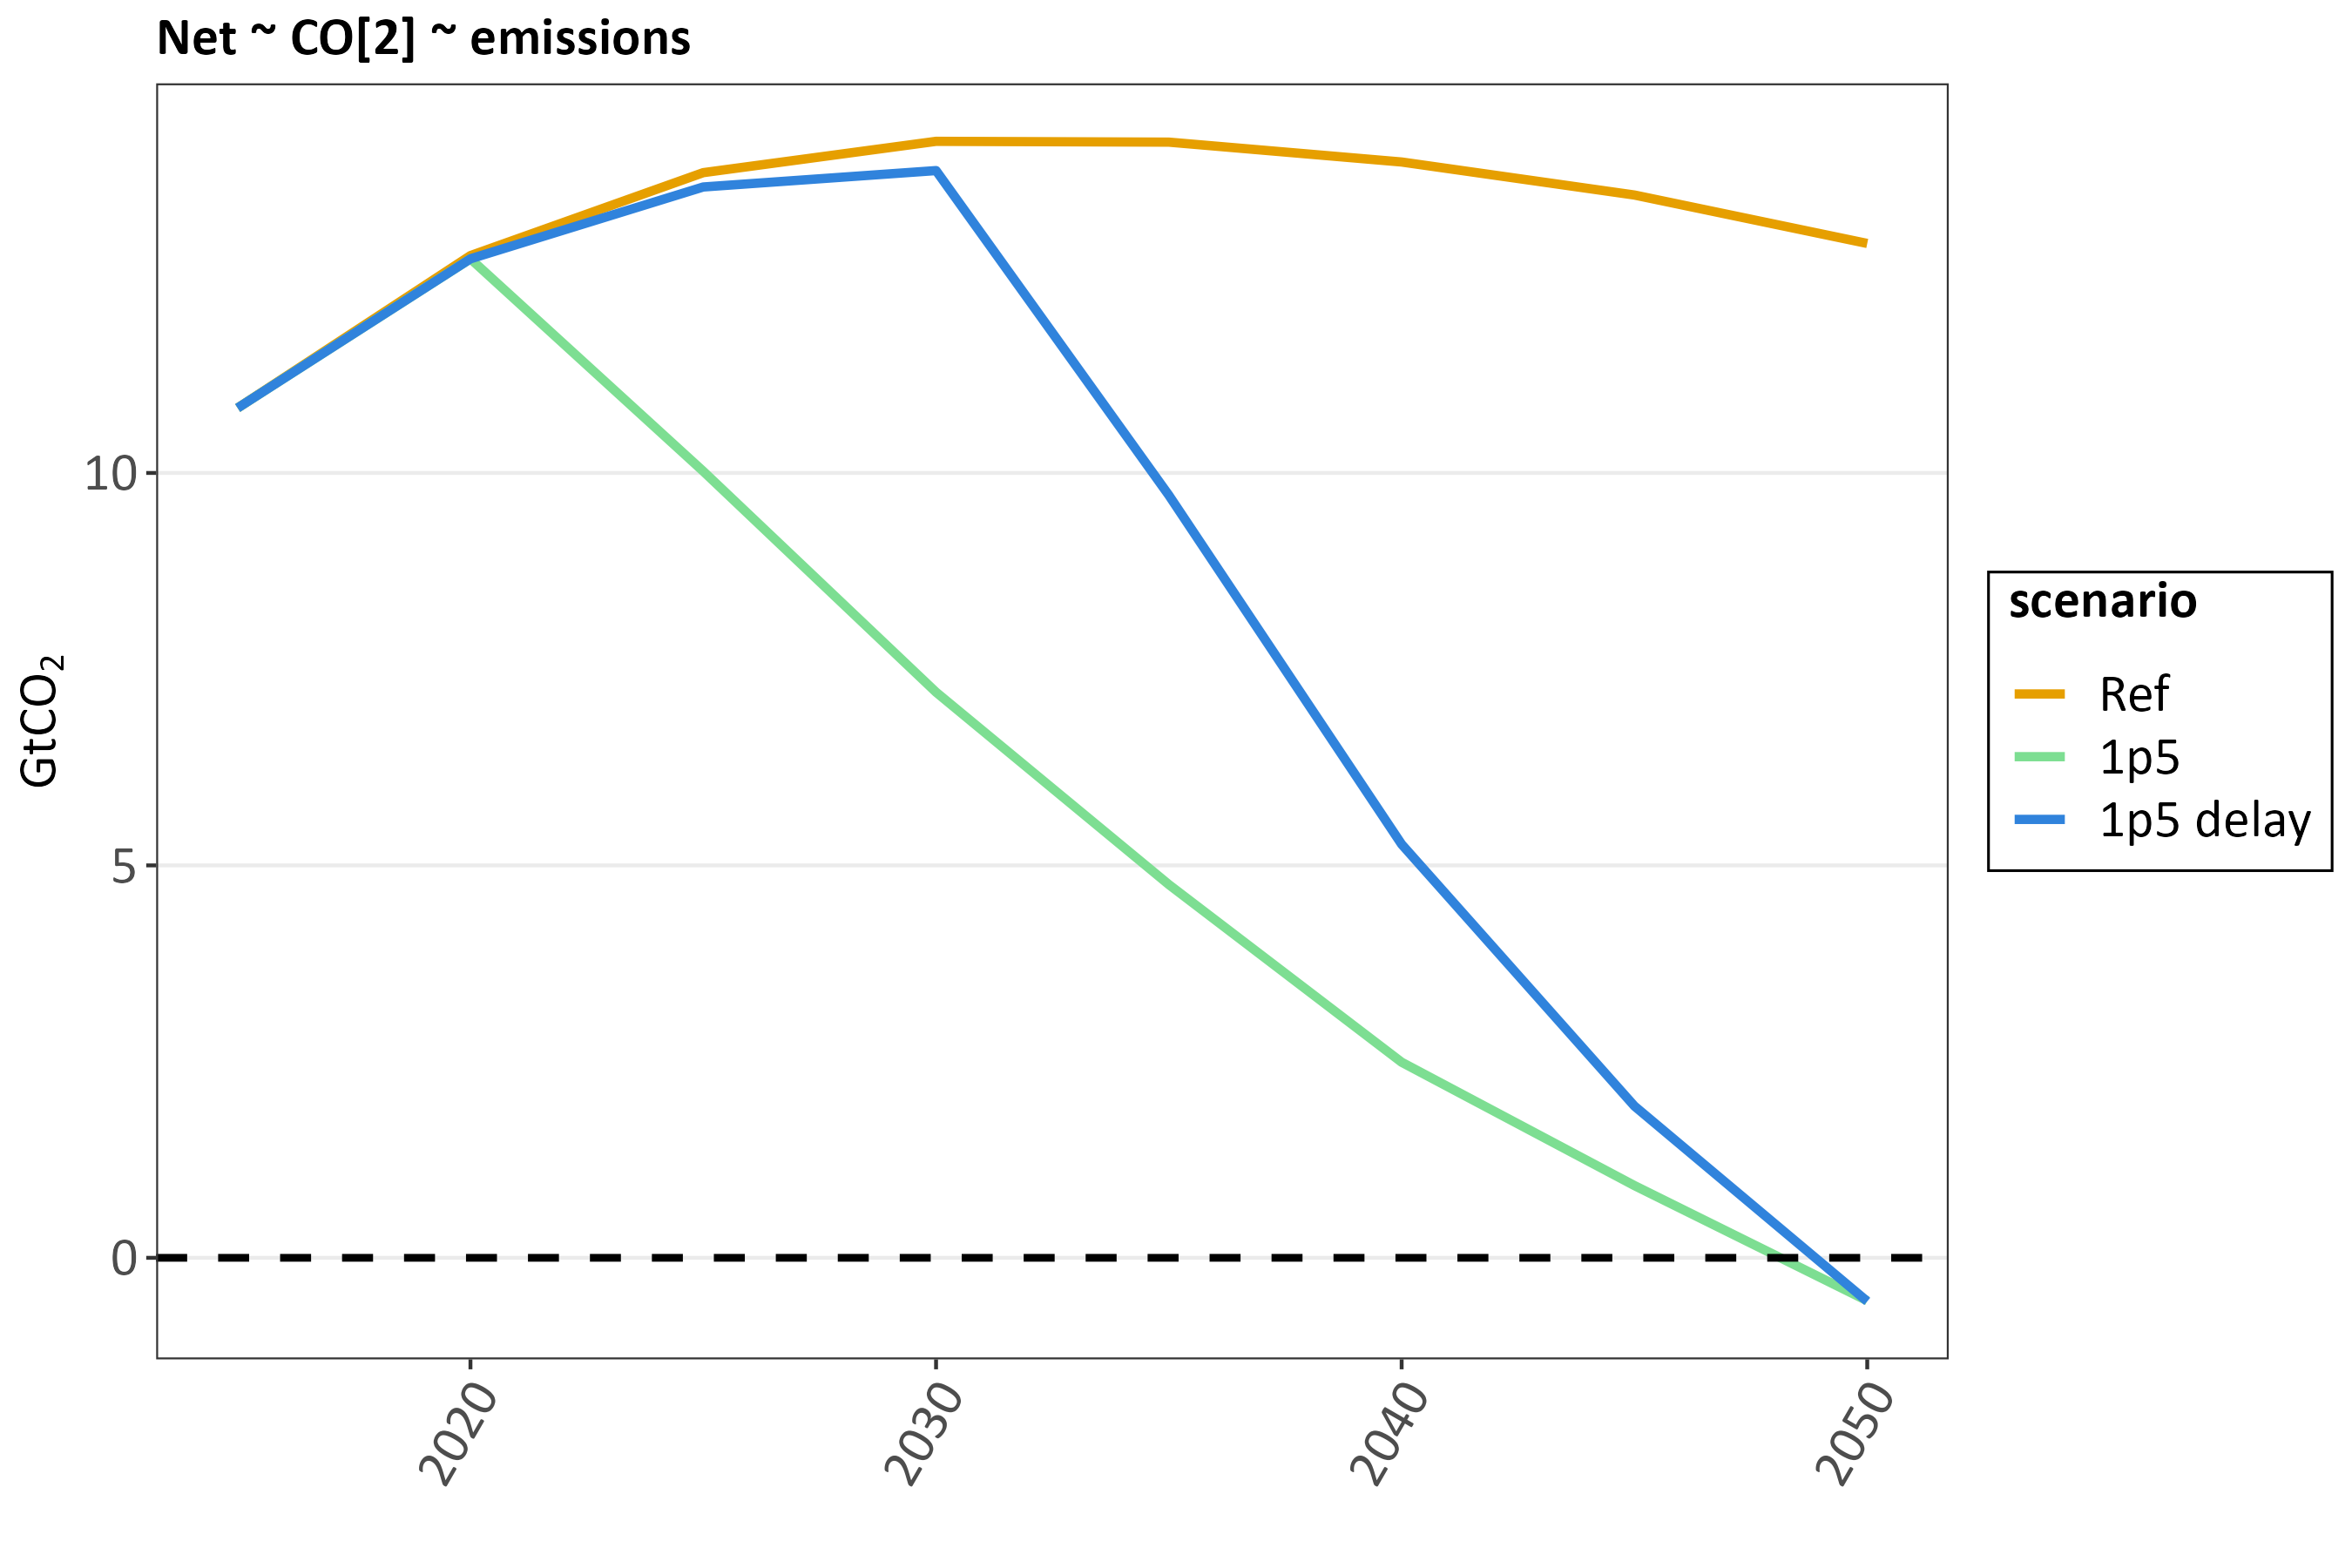 Net ~ CO[2] ~ emissions
GtCO₂
10
5
0
2020
2030
2040
2050
scenario
Ref
1p5
1p5 delay